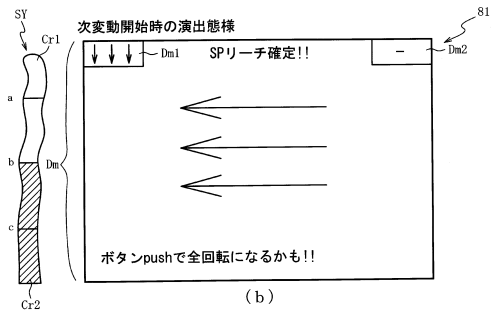 SY
Cr1
次変動開始時の演出態様
81
Dm1
SPリーチ確定!!
−
Dm2
a
b
Dm
c
ボタンpushで全回転になるかも!!
Cr2
(b)